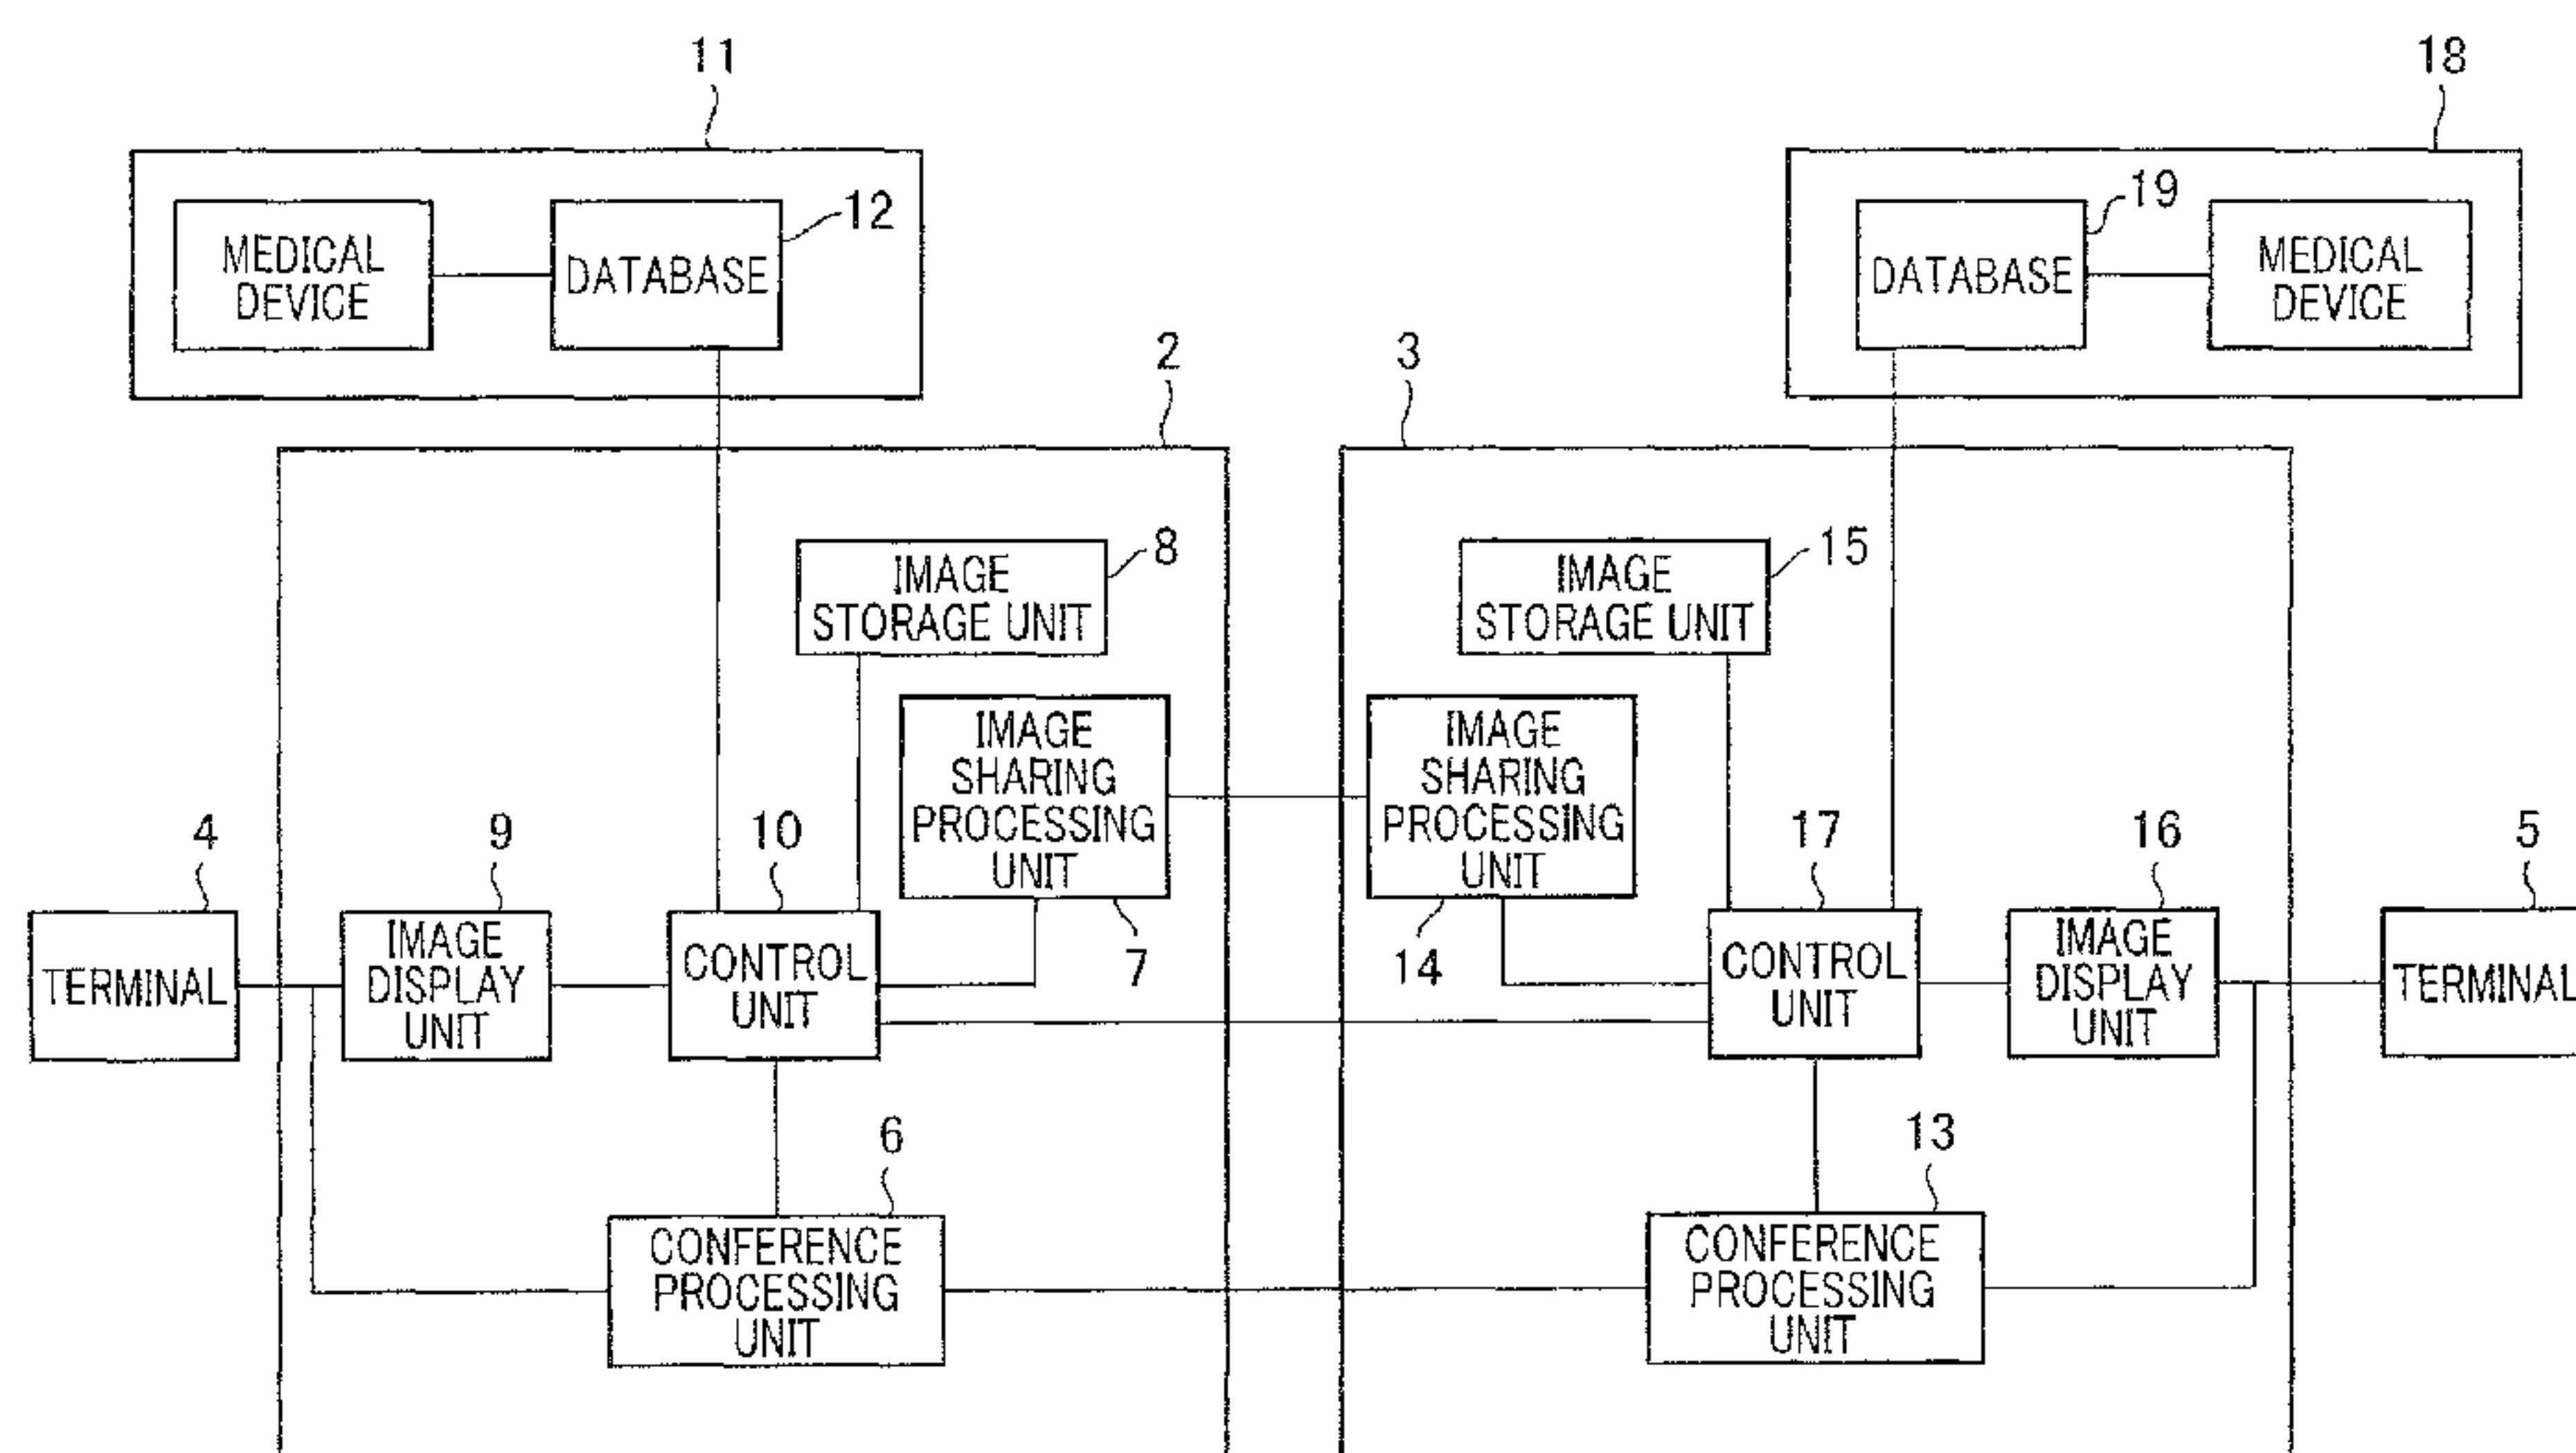 11
18
MEDICAL
DEVICE
DATABASE
12
DATABASE
19
MEDICAL
DEVICE
2
3
IMAGE
STORAGE UNIT
8
IMAGE
STORAGE UNIT
15
IMAGE
SHARING
PROCESSING
UNIT
7
IMAGE
SHARING
PROCESSING
UNIT
14
4
TERMINAL
9
IMAGE
DISPLAY
UNIT
10
CONTROL
UNIT
17
CONTROL
UNIT
16
IMAGE
DISPLAY
UNIT
5
TERMINAL
6
CONFERENCE
PROCESSING
UNIT
13
CONFERENCE
PROCESSING
UNIT